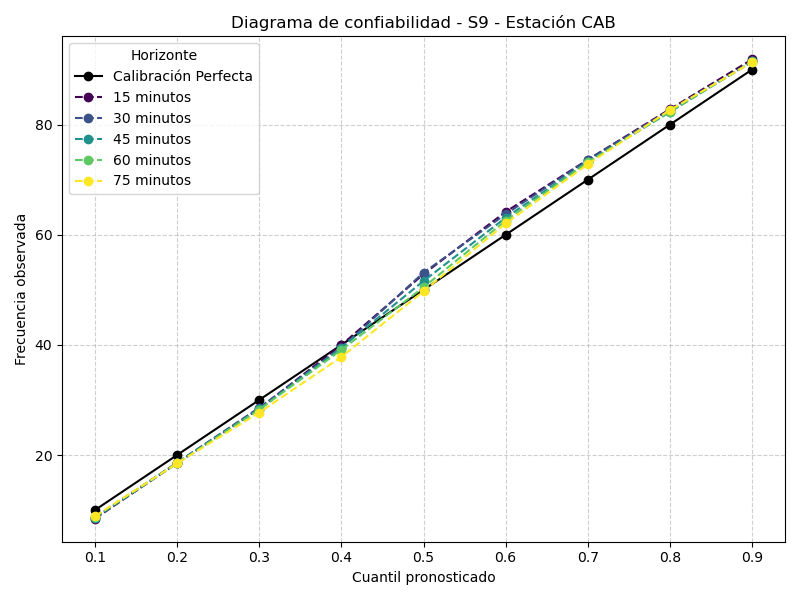 Diagrama de confiabilidad - S9 - Estación CAB
Horizonte
Calibración Perfecta
15 minutos
30 minutos
45 minutos
60 minutos
75 minutos
Frecuencia observada
80
60
40
20
0.1 0.2 0.3 0.4 0.5 0.6 0.7 0.8 0.9
Cuantil pronosticado